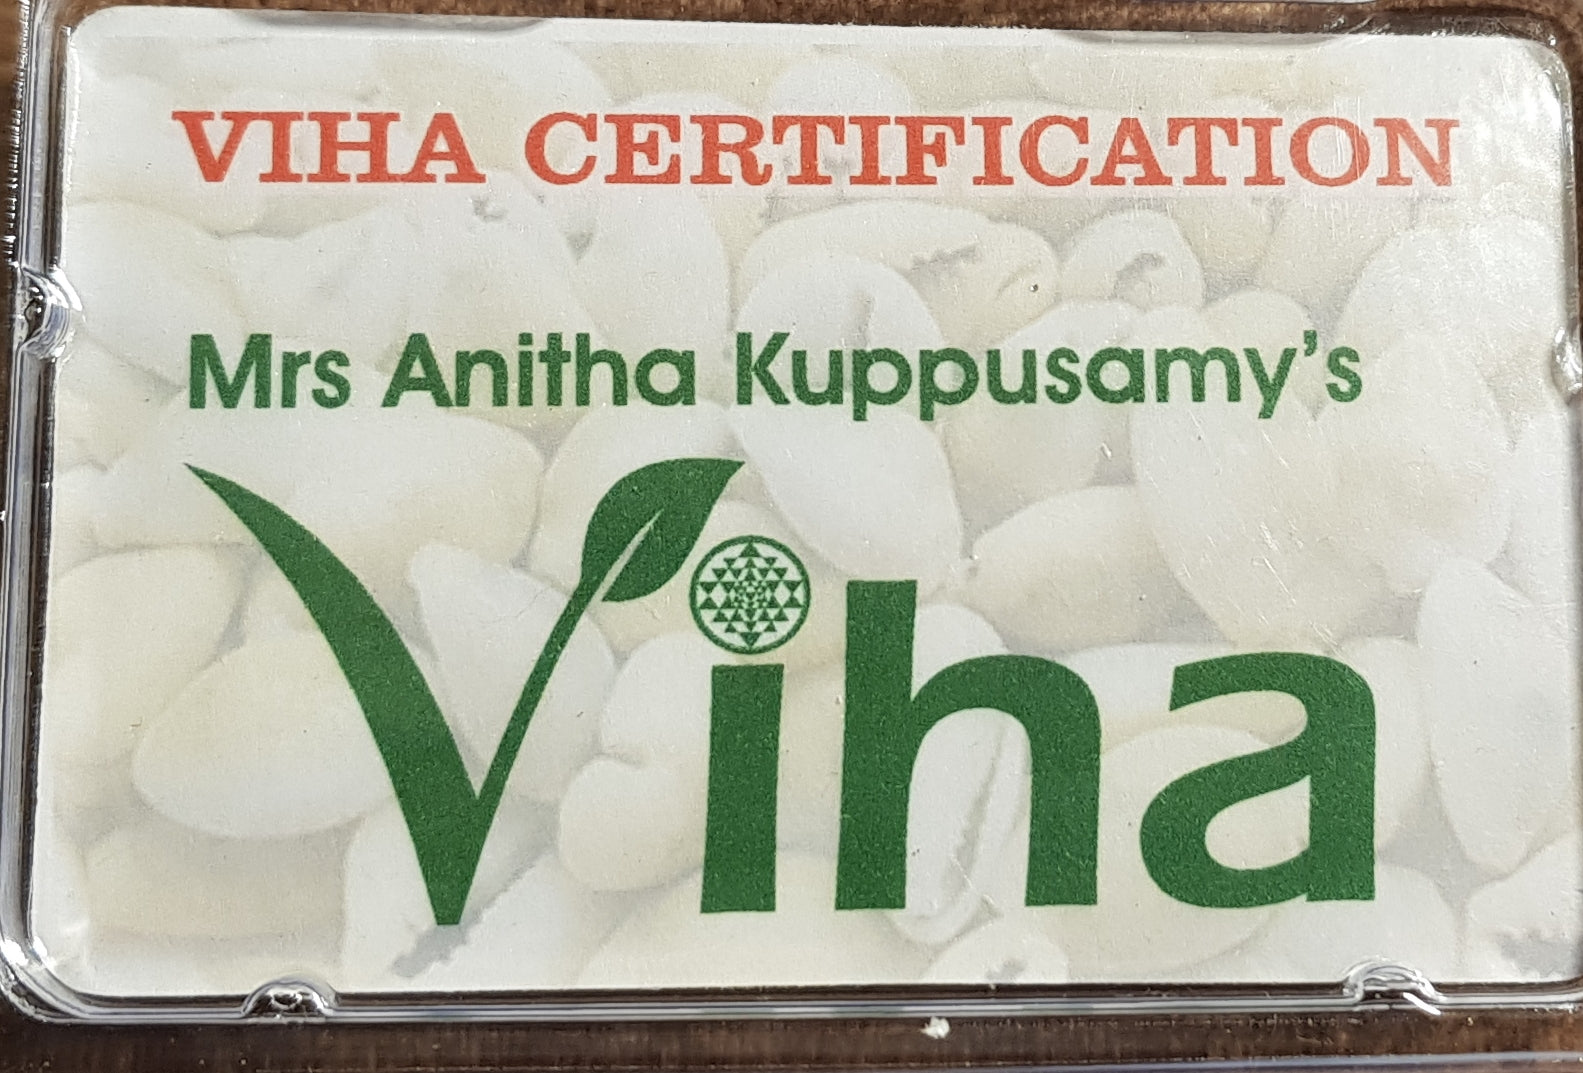 VIHA CERTIFICATION
Mrs Anitha Kuppusamy's
Viha